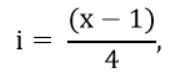 i = (x − 1)/4,